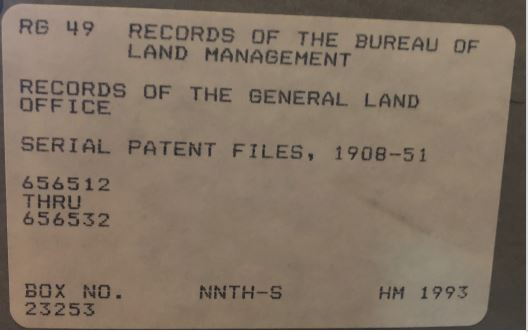 RG 49 RECORDS OF THE BUREAU OF
LAND MANAGEMENT
RECORDS OF THE GENERAL LAND
OFFICE
SERIAL PATENT FILES, 1908-51
656512
THRU
656532
BOX NO. NNTH-S HM 1993
23253